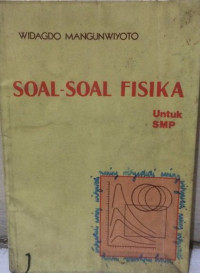 WIDAGDO MANGUNWIYOTO
SOAL-SOAL FISIKA
Untuk
SMP